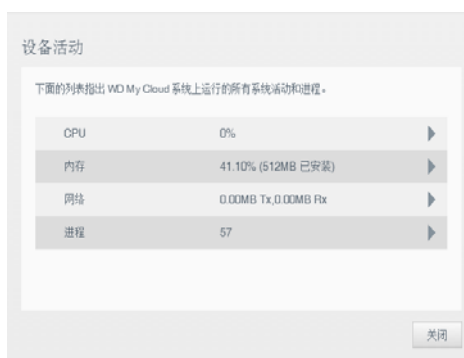 设备活动
下面的列表指出 WD My Cloud 系统上运行的所有系统活动和进程。
CPU 0%
内存 41.10% (512MB 已安装)
网络 0.00MB Tx,0.00MB Rx
进程 57
关闭